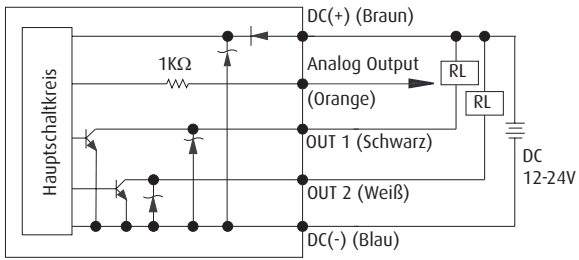 DC(+) (Braun)
1KΩ
Analog Output
(Orange)
RL
RL
Hauptschaltkreis
OUT 1 (Schwarz)
DC
12-24V
OUT 2 (Weiß)
DC(-) (Blau)